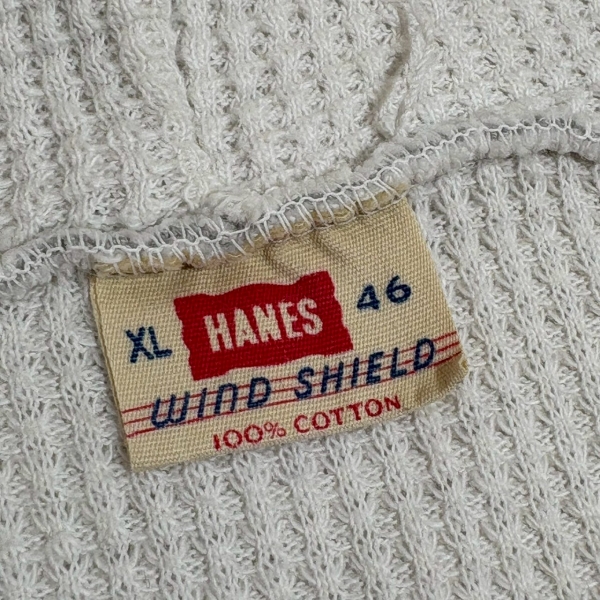 XL HANES 46
WIND SHIELD
100% COTTON